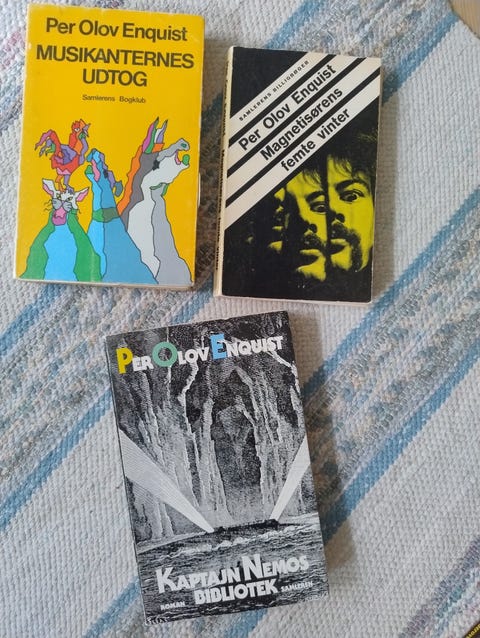 Per Olov Enquist
MUSIKANTERNES
UDTOG
Samlerens Bogklub
SAMLERENS BILLIGBØGER
Per Olov Enquist
Magnetisørens
femte vinter
PER OLOV ENQUIST
KAPTAJN NEMOS
BIBLIOTEK
ROMAN
SAMLEREN